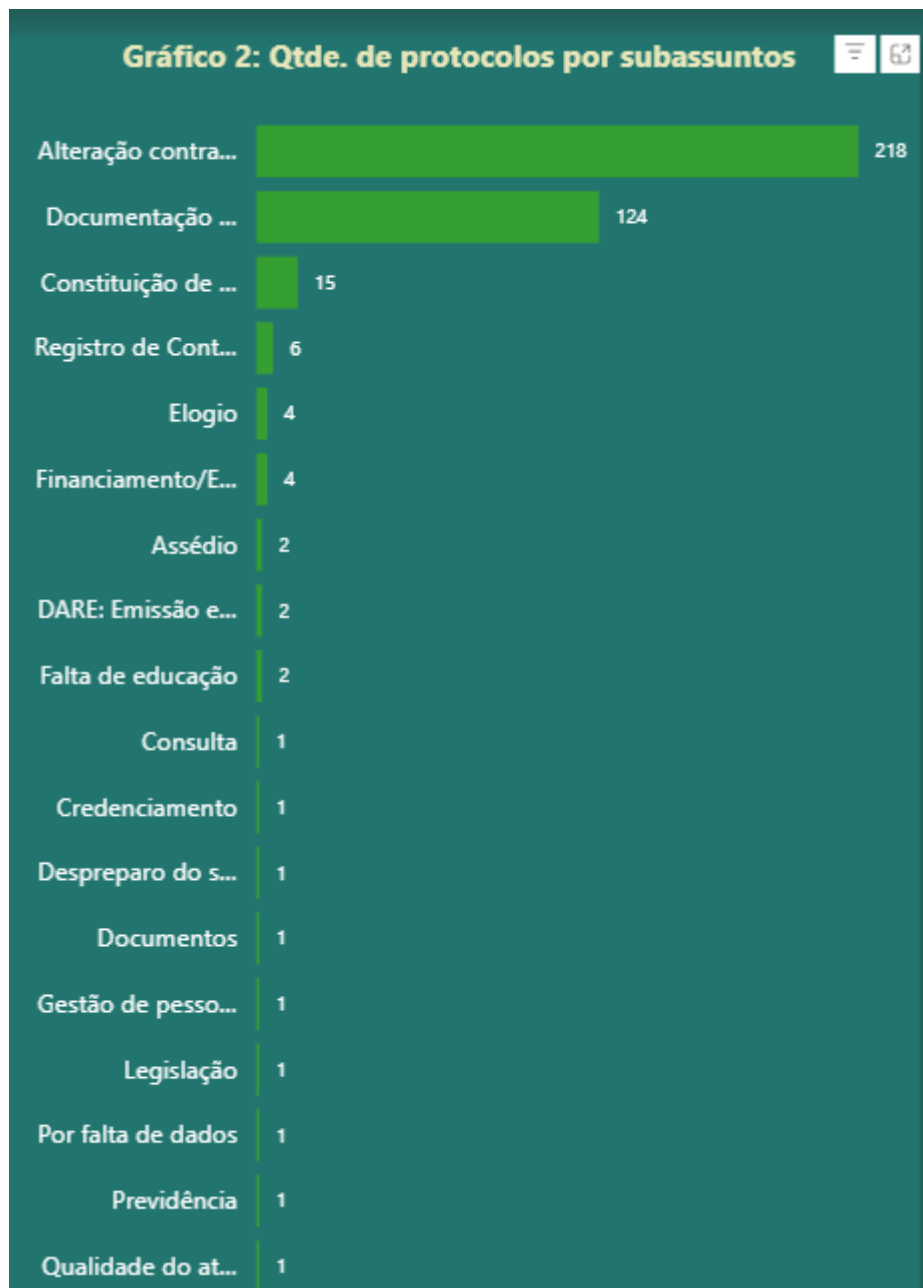 Gráfico 2: Qtde. de protocolos por subassuntos
Alteração contra... 218
Documentação ... 124
Constituição de ... 15
Registro de Cont... 6
Elogio 4
Financiamento/E... 4
Assédio 2
DARE: Emissão e... 2
Falta de educação 2
Consulta 1
Credenciamento 1
Despreparo do s... 1
Documentos 1
Gestão de pesso... 1
Legislação 1
Por falta de dados 1
Previdência 1
Qualidade do at... 1